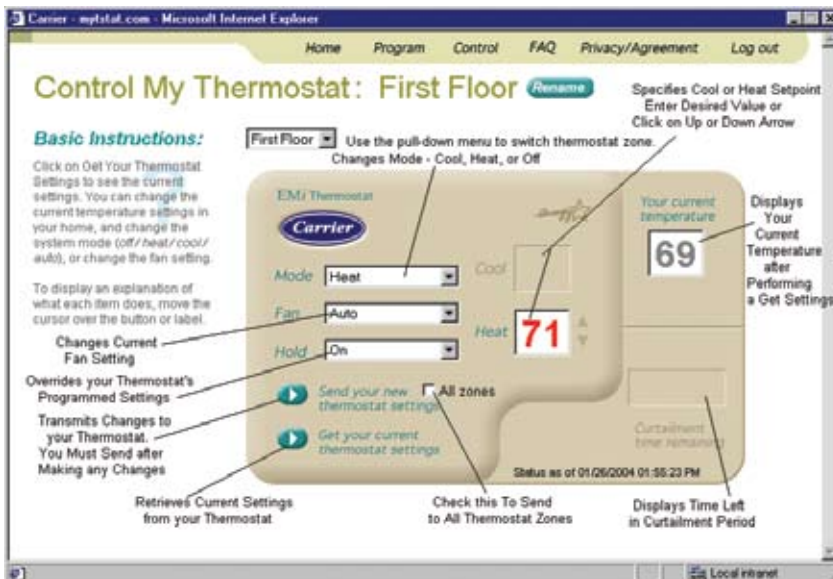 Carrier - mytstat.com - Microsoft Internet Explorer
Home Program Control FAQ Privacy/Agreement Log out
Control My Thermostat: First Floor Rename
Specifies Cool or Heat Setpoint
Enter Desired Value or
Click on Up or Down Arrow
Basic Instructions:
First Floor Use the pull-down menu to switch thermostat zone.
Changes Mode - Cool, Heat, or Off
Click on Get Your Thermostat
Settings to see the current
settings. You can change the
current temperature settings in
your home, and change the
system mode (off/heat/cool/
auto), or change the fan setting.
To display an explanation of
what each item does, move the
cursor over the button or label.
EMi Thermostat
Carrier
Your current
temperature
69
Displays
Your
Current
Temperature
after
Performing
a Get Settings
Mode Heat
Cool
Fan Auto
Heat 71
Hold On
Changes Current
Fan Setting
Overrides your Thermostat's
Programmed Settings
Send your new
thermostat settings
All zones
Transmits Changes to
your Thermostat.
You Must Send after
Making any Changes
Get your current
thermostat settings
Curtailment
time remaining
Status as of 01/26/2004 01:55:23 PM
Retrieves Current Settings
from your Thermostat
Check this To Send
to All Thermostat Zones
Displays Time Left
in Curtailment Period
Local intranet